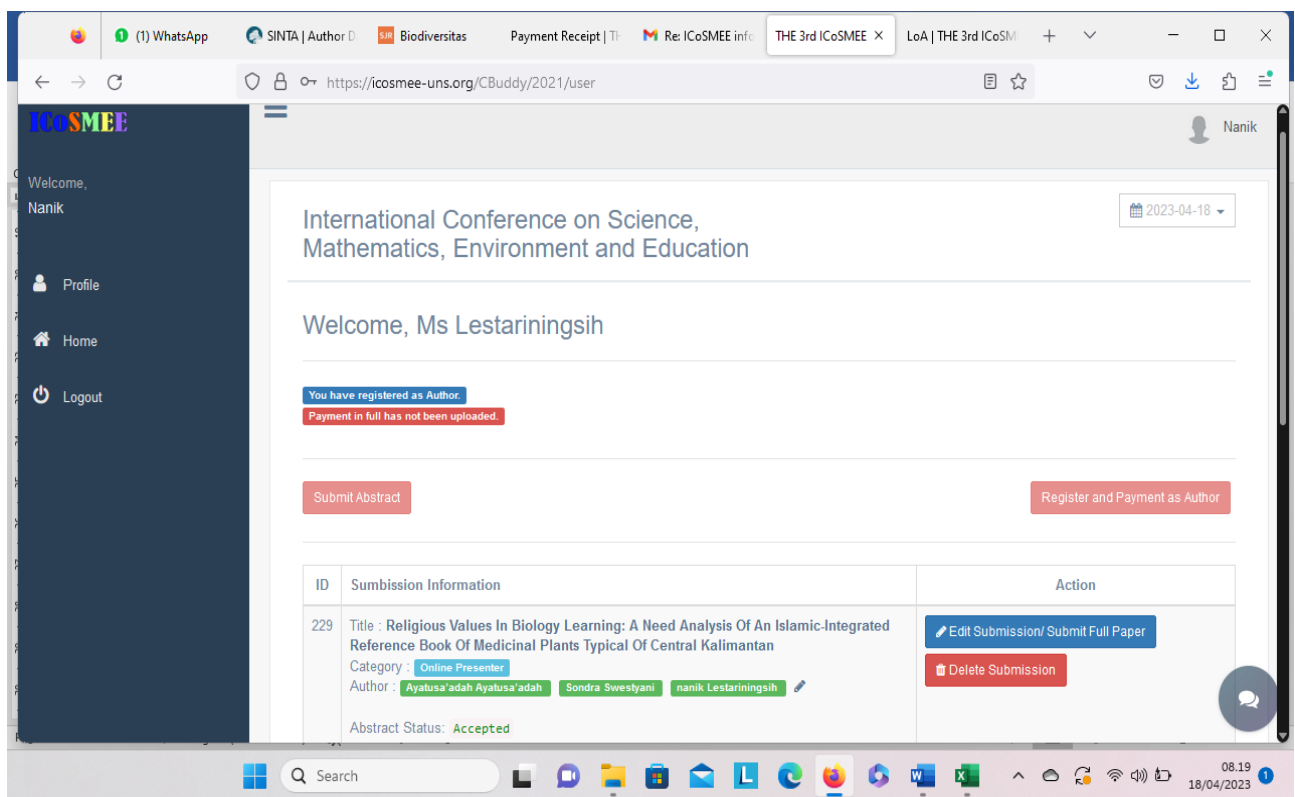 (1) WhatsApp
SINTA | Author D
SJR Biodiversitas
Payment Receipt | TH
Re: ICoSMEE info
THE 3rd ICoSMEE
LoA | THE 3rd ICoSM
https://icosmee-uns.org/CBuddy/2021/user
ICoSMEE
Nanik
Welcome,
Nanik
Profile
Home
Logout
International Conference on Science,
Mathematics, Environment and Education
2023-04-18
Welcome, Ms Lestariningsih
You have registered as Author.
Payment in full has not been uploaded.
Submit Abstract
Register and Payment as Author
ID Sumbission Information Action
229 Title : Religious Values In Biology Learning: A Need Analysis Of An Islamic-Integrated
Reference Book Of Medicinal Plants Typical Of Central Kalimantan
Category : Online Presenter
Author : Ayatusa'adah Ayatusa'adah Sondra Swestyani nanik Lestariningsih
Abstract Status: Accepted
Edit Submission/ Submit Full Paper
Delete Submission
Search
08.19
18/04/2023
1